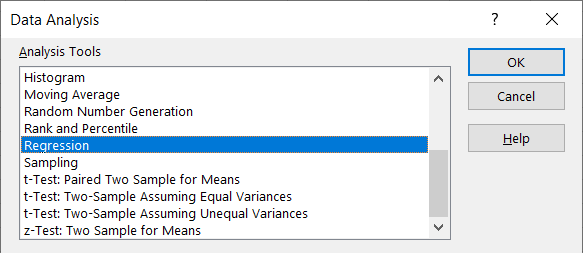 Data Analysis
?
Analysis Tools
Histogram
Moving Average
Random Number Generation
Rank and Percentile
Regression
Sampling
t-Test: Paired Two Sample for Means
t-Test: Two-Sample Assuming Equal Variances
t-Test: Two-Sample Assuming Unequal Variances
z-Test: Two Sample for Means
OK
Cancel
Help